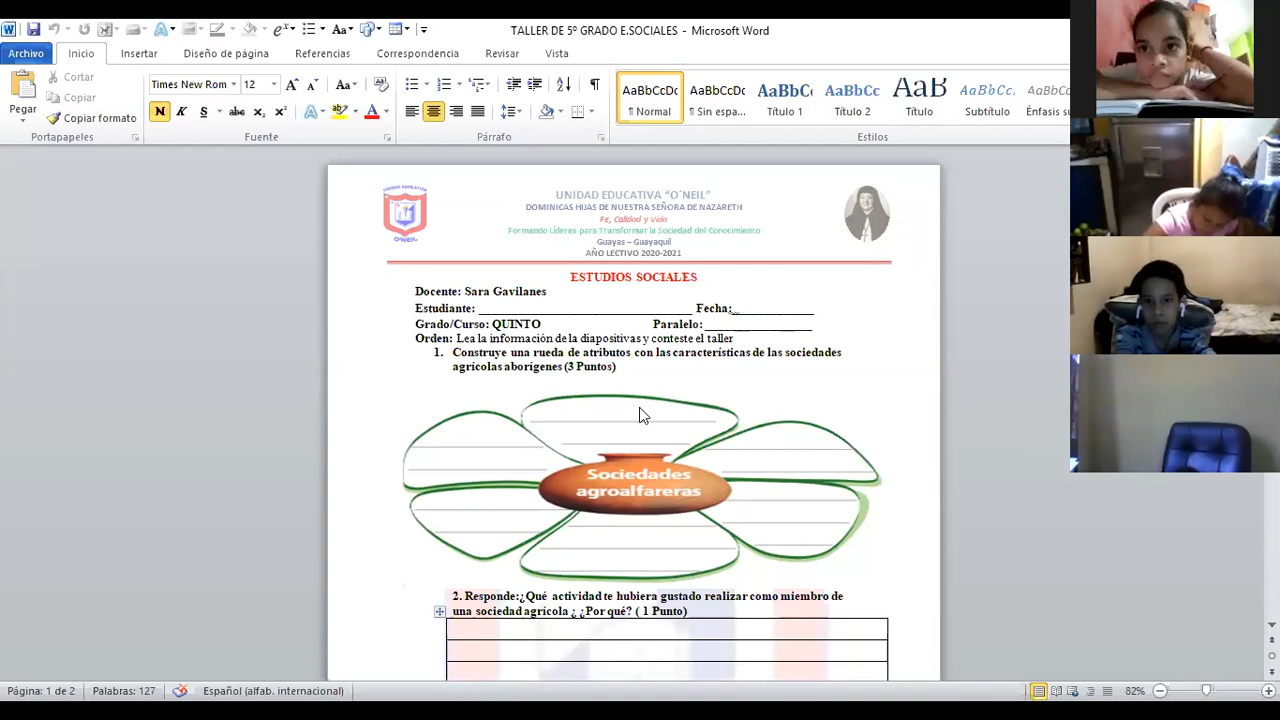 TALLER DE 5º GRADO E.SOCIALES - Microsoft Word
Archivo Inicio Insertar Diseño de página Referencias Correspondencia Revisar Vista
Pegar
Cortar
Copiar
Copiar formato
Portapapeles
Times New Rom 12
N K S abc x₂ x² A ab A
Fuente
Párrafo
AaBbCcDc AaBbCcDc AaBbC AaBbCc AaB AaBbCc. AaBbCcDc
¶ Normal ¶ Sin espa... Título 1 Título 2 Título Subtítulo Énfasis su
Estilos
UNIDAD EDUCATIVA "O´NEIL"
DOMINICAS HIJAS DE NUESTRA SEÑORA DE NAZARETH
Fe, Calidad y Vida
Formando Líderes para Transformar la Sociedad del Conocimiento
Guayas – Guayaquil
AÑO LECTIVO 2020-2021
O'NEIL
ESTUDIOS SOCIALES
Docente: Sara Gavilanes
Estudiante: Fecha:
Grado/Curso: QUINTO Paralelo:
Orden: Lea la información de la diapositivas y conteste el taller
1. Construye una rueda de atributos con las características de las sociedades
agrícolas aborígenes (3 Puntos)
Sociedades
agroalfareras
2. Responde:¿Qué actividad te hubiera gustado realizar como miembro de
una sociedad agrícola ¿ ¿Por qué? ( 1 Punto)
Página: 1 de 2 Palabras: 127 Español (alfab. internacional) 82%